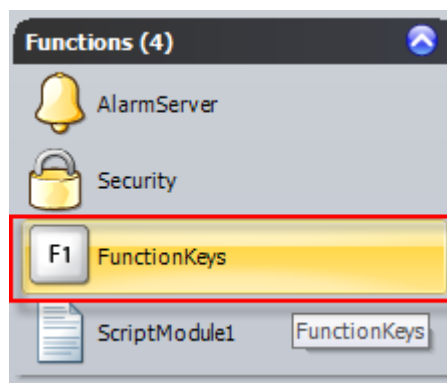 Functions (4)
AlarmServer
Security
F1 FunctionKeys
ScriptModule1 FunctionKeys